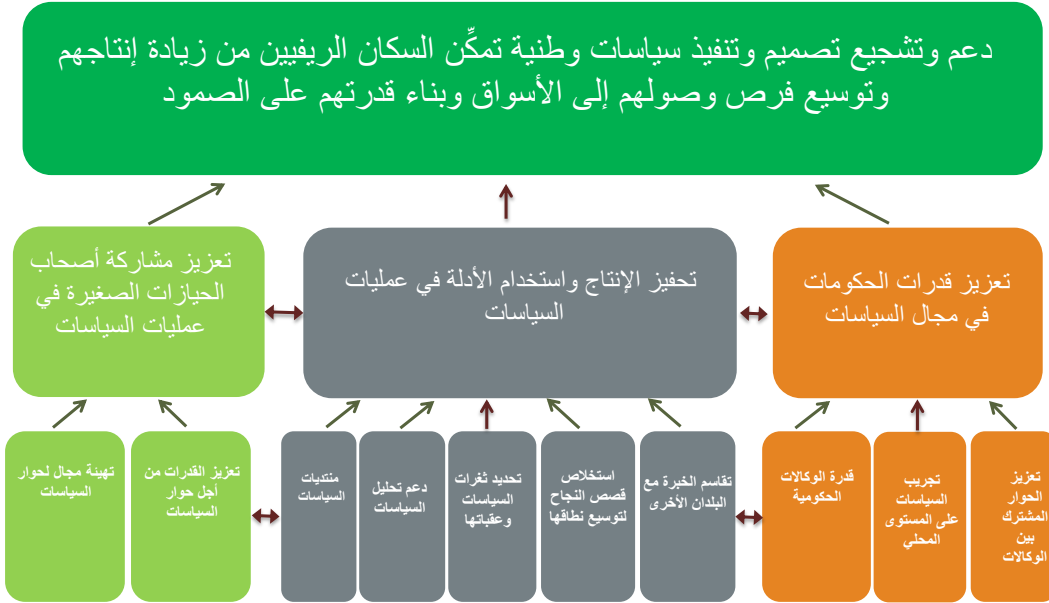 دعم وتشجيع تصميم وتنفيذ سياسات وطنية تمكِّن السكان الريفيين من زيادة إنتاجهم
وتوسيع فرص وصولهم إلى الأسواق وبناء قدرتهم على الصمود
تعزيز قدرات الحكومات
في مجال السياسات
تحفيز الإنتاج واستخدام الأدلة في عمليات
السياسات
تعزيز مشاركة أصحاب
الحيازات الصغيرة في
عمليات السياسات
تعزيز
الحوار
المشترك
بين
الوكالات
تجريب
السياسات
على المستوى
المحلي
قدرة الوكالات
الحكومية
تقاسم الخبرة مع
البلدان الأخرى
استخلاص
قصص النجاح
لتوسيع نطاقها
تحديد ثغرات
السياسات
وعقباتها
دعم تحليل
السياسات
منتديات
السياسات
تعزيز القدرات من
أجل حوار
السياسات
تهيئة مجال لحوار
السياسات